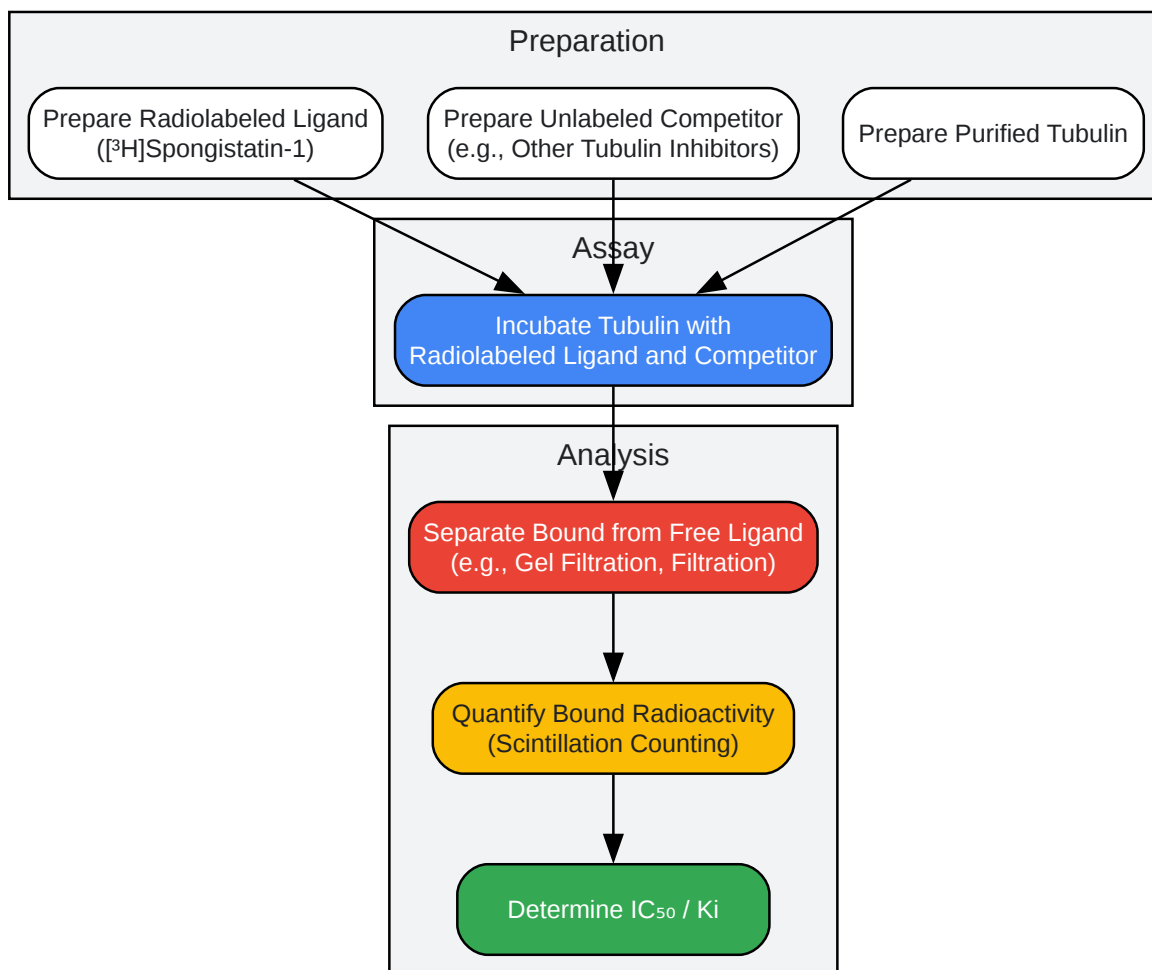 Preparation
Prepare Radiolabeled Ligand
([³H]Spongistatin-1)
Prepare Unlabeled Competitor
(e.g., Other Tubulin Inhibitors)
Prepare Purified Tubulin
Assay
Incubate Tubulin with
Radiolabeled Ligand and Competitor
Analysis
Separate Bound from Free Ligand
(e.g., Gel Filtration, Filtration)
Quantify Bound Radioactivity
(Scintillation Counting)
Determine IC₅₀ / Ki